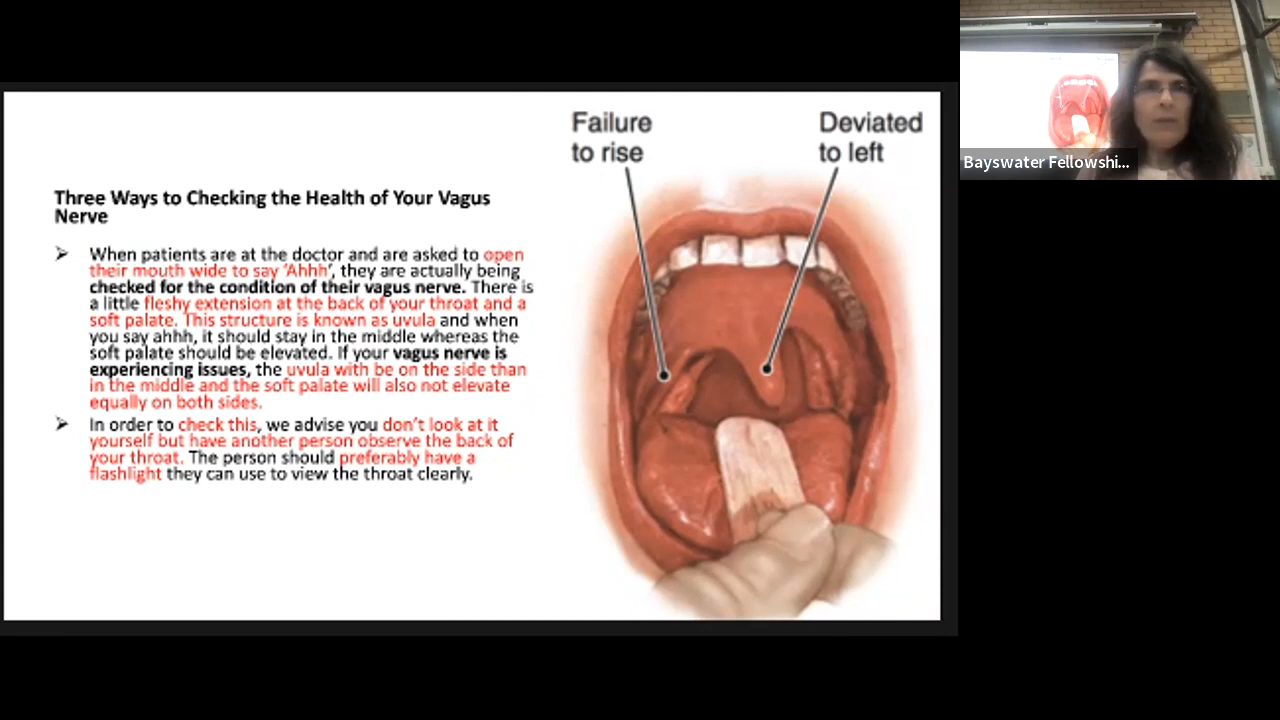 Failure
to rise
Deviated
to left
Three Ways to Checking the Health of Your Vagus
Nerve
When patients are at the doctor and are asked to open
their mouth wide to say ‘Ahhh’, they are actually being
checked for the condition of their vagus nerve. There is
a little fleshy extension at the back of your throat and a
soft palate. This structure is known as uvula and when
you say ahhh, it should stay in the middle whereas the
soft palate should be elevated. If your vagus nerve is
experiencing issues, the uvula with be on the side than
in the middle and the soft palate will also not elevate
equally on both sides.
In order to check this, we advise you don’t look at it
yourself but have another person observe the back of
your throat. The person should preferably have a
flashlight they can use to view the throat clearly.
Bayswater Fellowshi...